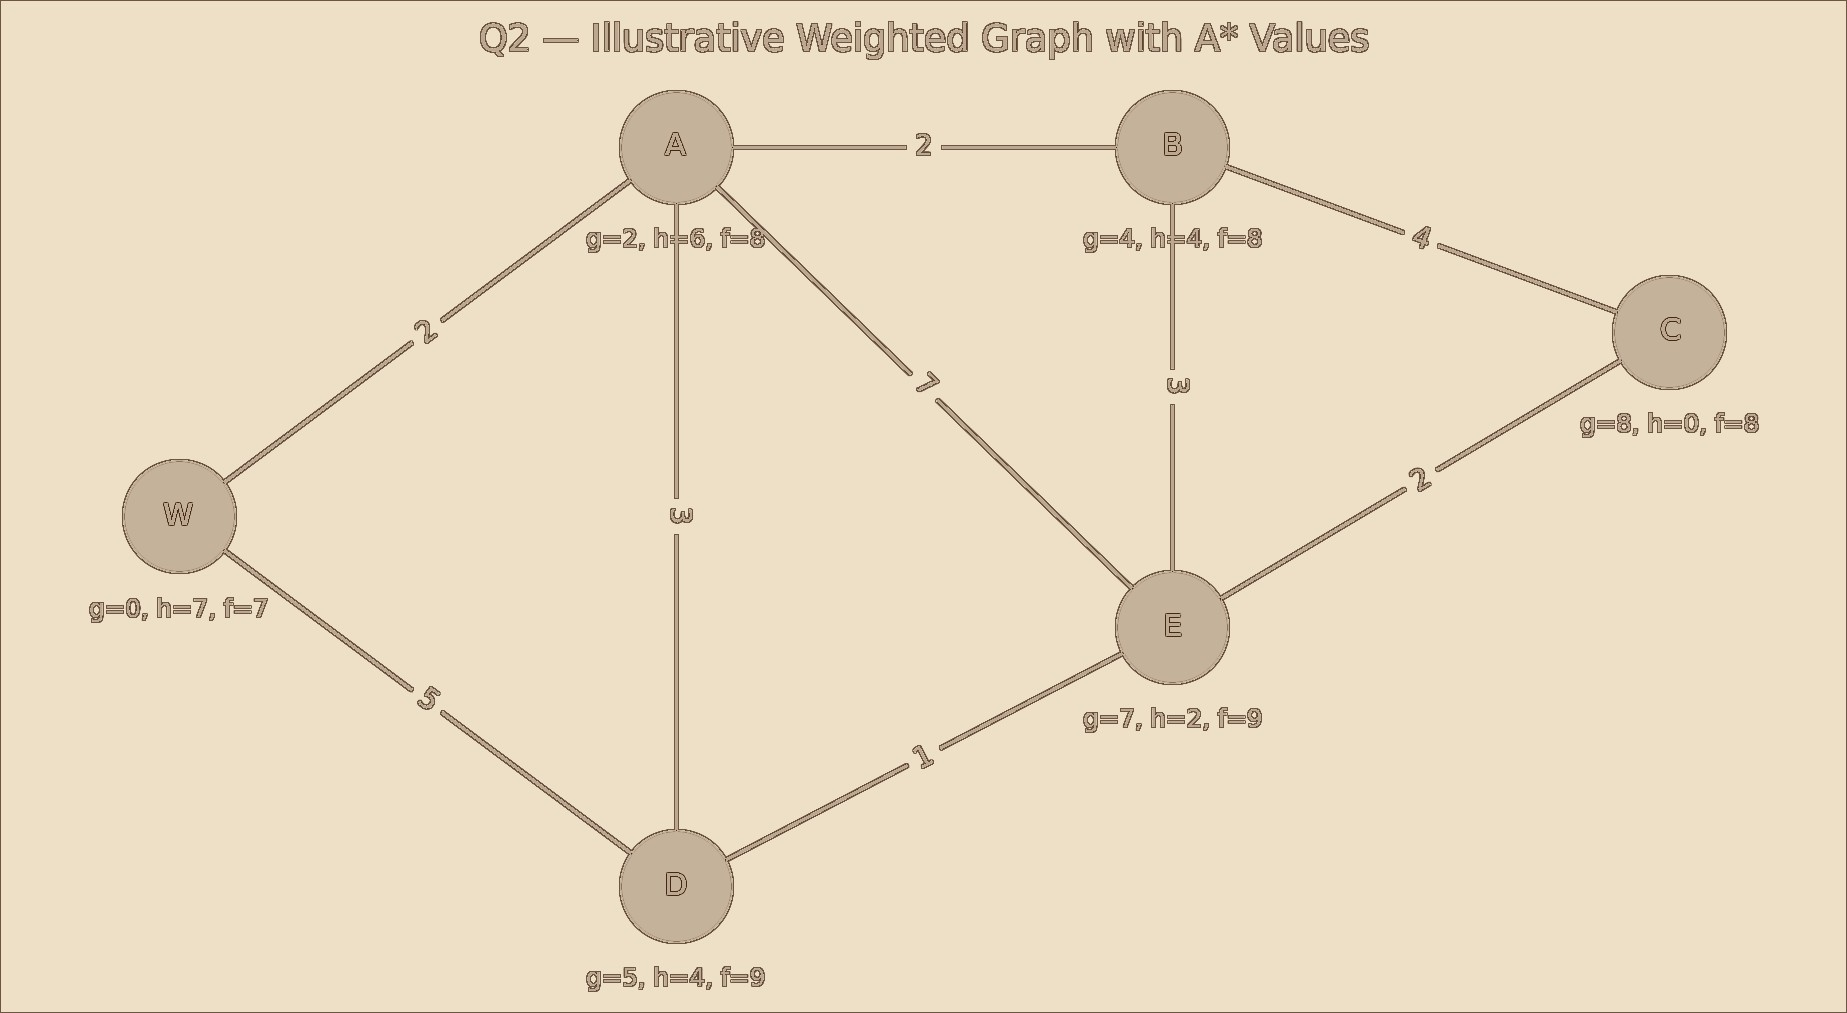 Q2 — Illustrative Weighted Graph with A* Values
A
2
B
g=2, h=6, f=8
g=4, h=4, f=8
4
C
2
7
3
g=8, h=0, f=8
2
W
3
g=0, h=7, f=7
E
5
g=7, h=2, f=9
1
D
g=5, h=4, f=9